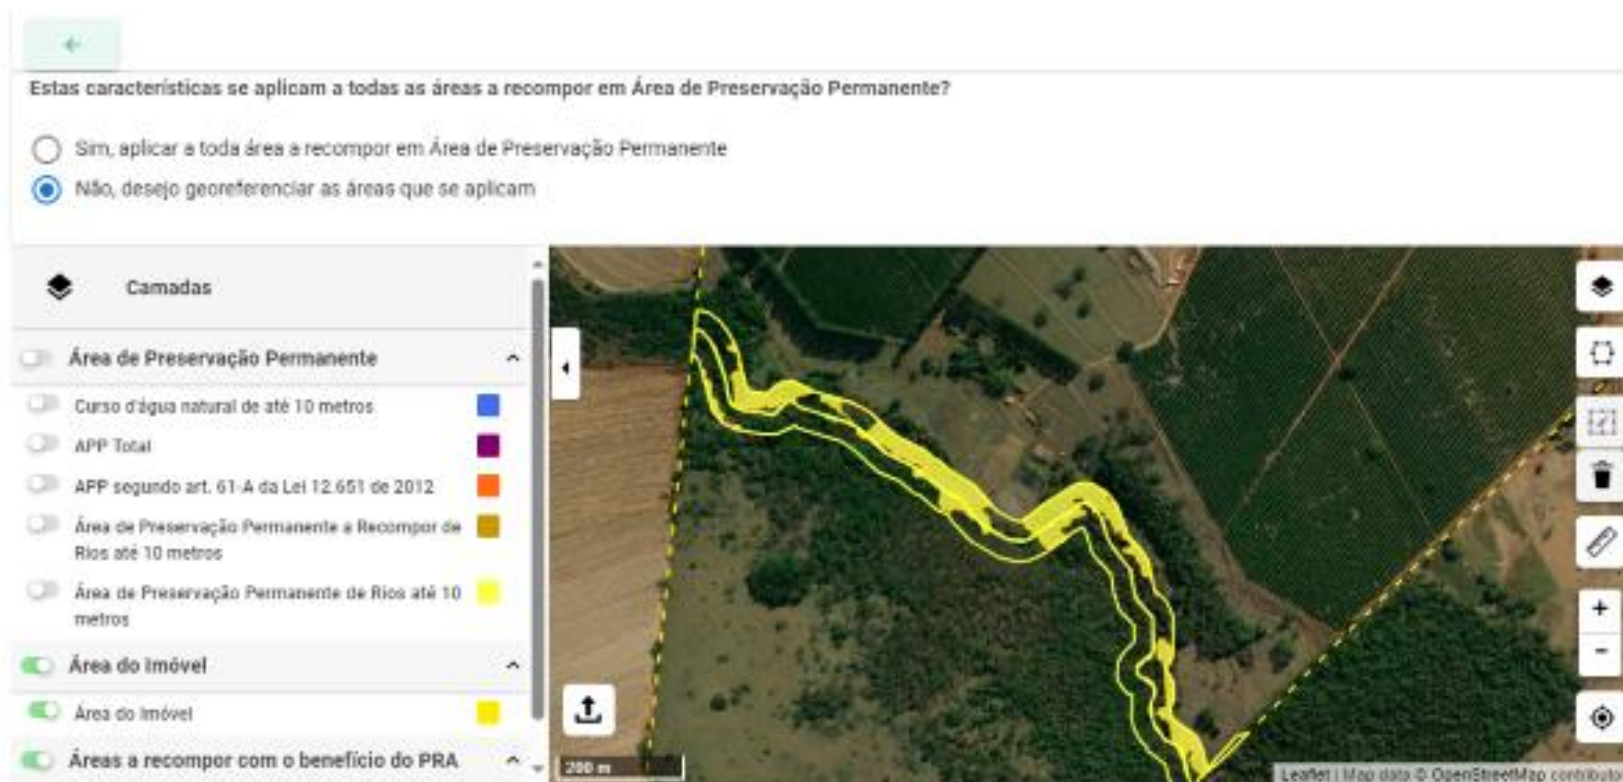 Estas características se aplicam a todas as áreas a recompor em Área de Preservação Permanente?
Sim, aplicar a toda área a recompor em Área de Preservação Permanente
Não, desejo georeferenciar as áreas que se aplicam
Camadas
Área de Preservação Permanente
Curso d'água natural de até 10 metros
APP Total
APP segundo art. 61-A da Lei 12.651 de 2012
Área de Preservação Permanente a Recompor de
Rios até 10 metros
Área de Preservação Permanente de Rios até 10
metros
Área do Imóvel
Área do Imóvel
Áreas a recompor com o benefício do PRA
200 m
+
-
Leaflet | Map data © OpenStreetMap contribut